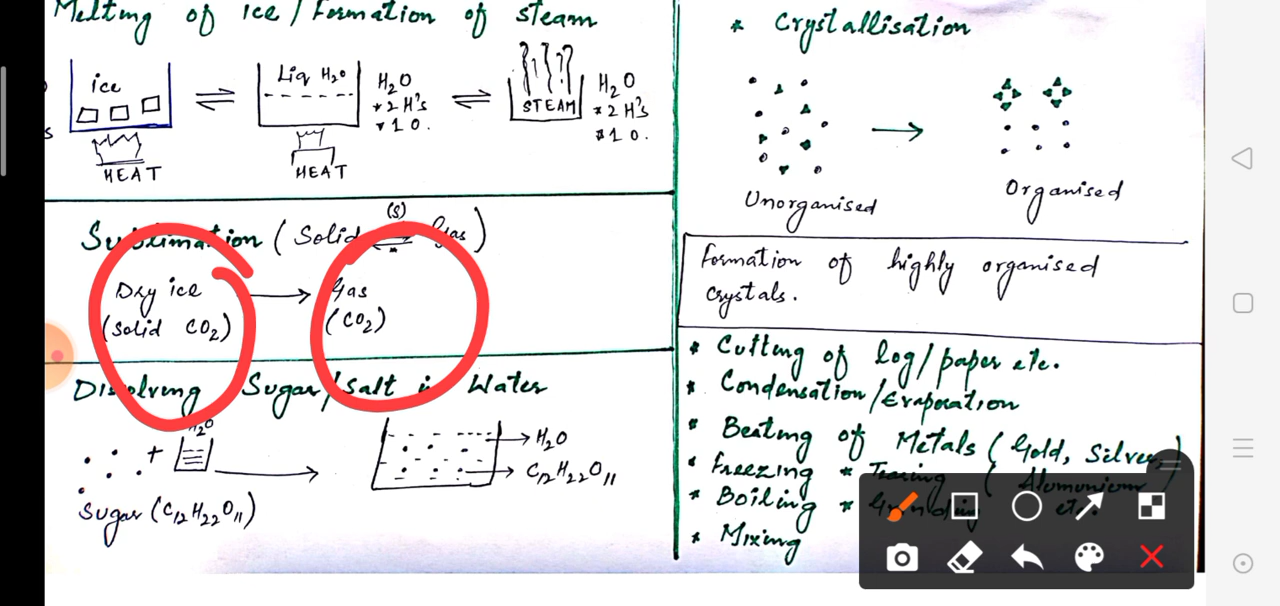 Melting of ice / Formation of steam
ice
HEAT
Liq H₂O
HEAT
H₂O
* 2 H's
* 1 O.
STEAM
H₂O
* 2 H's
* 1 O.
Sublimation (Solid (s) ⇌ Gas)
Dry ice → Gas
(Solid CO₂) (CO₂)
Dissolving Sugar/Salt in Water
+ H₂O
→ H₂O
→ C₁₂H₂₂O₁₁
Sugar (C₁₂H₂₂O₁₁)
* Crystallisation
Unorganised
Organised
Formation of highly organised
crystals.
* Cutting of log/paper etc.
* Condensation/Evaporation
* Beating of Metals (Gold, Silver,
* Freezing * Tearing ( Alumunium
* Boiling * Grinding etc.
* Mixing